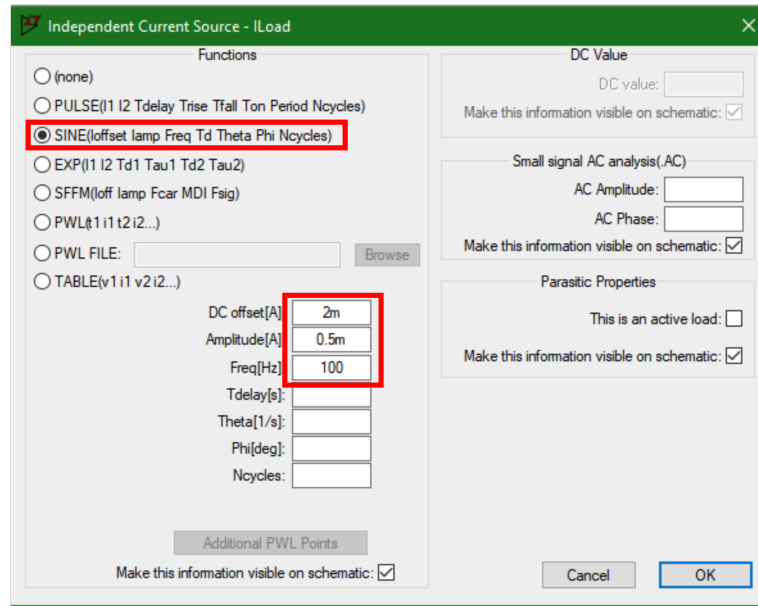 Independent Current Source - ILoad
Functions
(none)
PULSE(I1 I2 Tdelay Trise Tfall Ton Period Ncycles)
SINE(Ioffset Iamp Freq Td Theta Phi Ncycles)
EXP(I1 I2 Td1 Tau1 Td2 Tau2)
SFFM(Ioff Iamp Fcar MDI Fsig)
PWL(t1 i1 t2 i2...)
PWL FILE:
Browse
TABLE(v1 i1 v2 i2...)
DC offset[A]
2m
Amplitude[A]
0.5m
Freq[Hz]
100
Tdelay[s]:
Theta[1/s]:
Phi[deg]:
Ncycles:
Additional PWL Points
Make this information visible on schematic:
DC Value
DC value:
Make this information visible on schematic:
Small signal AC analysis(.AC)
AC Amplitude:
AC Phase:
Make this information visible on schematic:
Parasitic Properties
This is an active load:
Make this information visible on schematic:
Cancel
OK